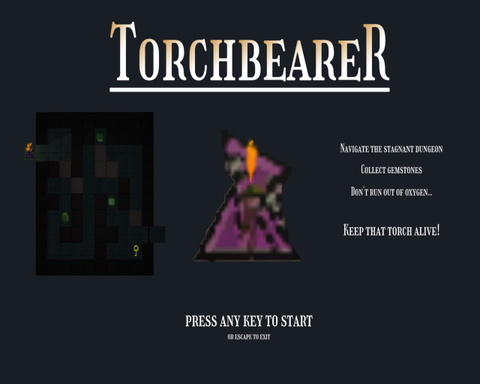 TORCHBEARER
NAVIGATE THE STAGNANT DUNGEON
COLLECT GEMSTONES
DON'T RUN OUT OF OXYGEN...
KEEP THAT TORCH ALIVE!
PRESS ANY KEY TO START
OR ESCAPE TO EXIT